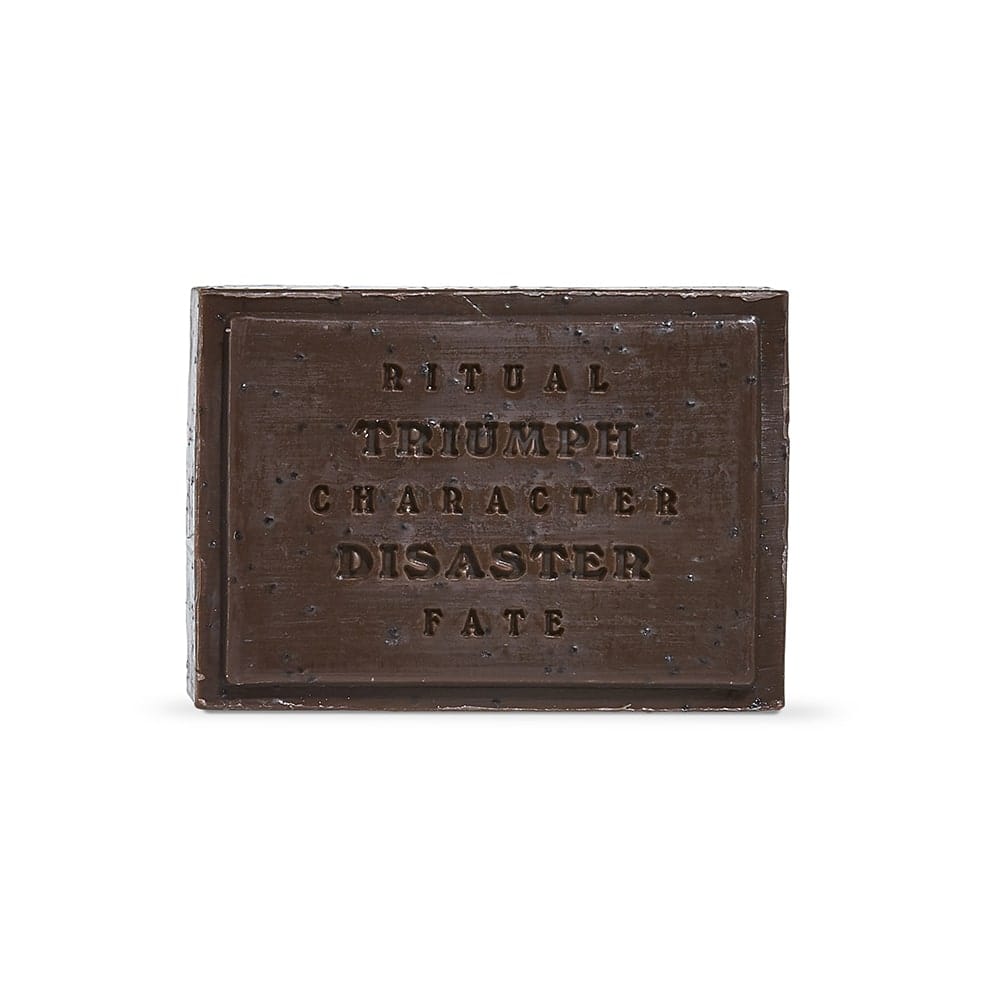 RITUAL
TRIUMPH
CHARACTER
DISASTER
FATE